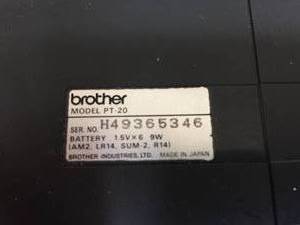 brother
MODEL PT-20
SER. NO. H49365346
BATTERY 1.5V×6 9W
(AM2, LR14, SUM-2, R14)
BROTHER INDUSTRIES, LTD. MADE IN JAPAN